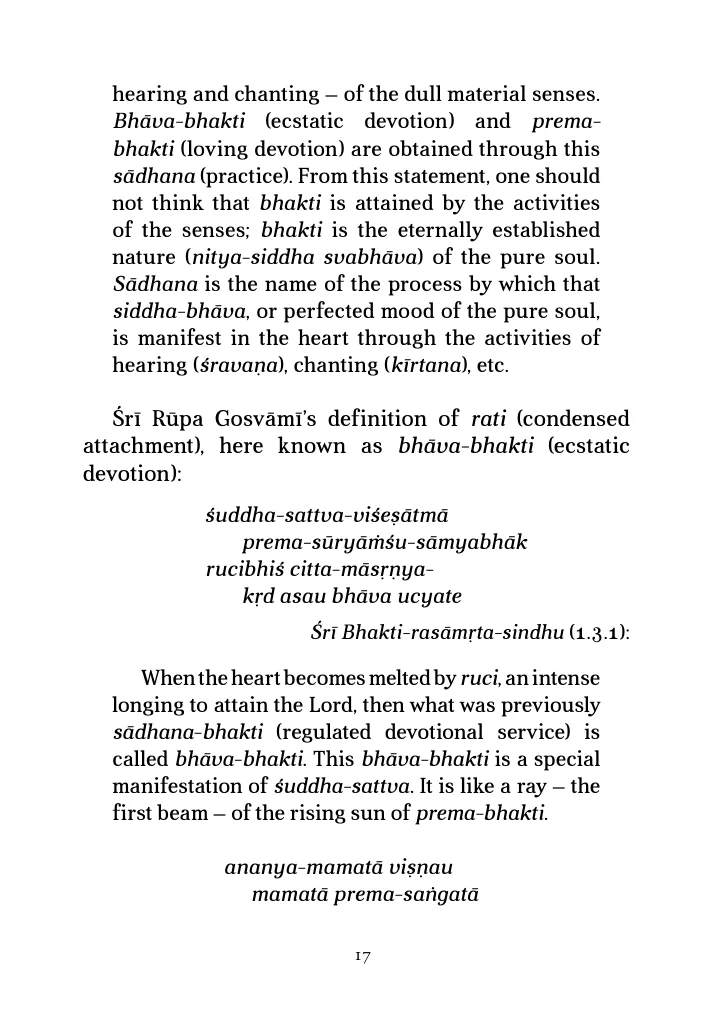 hearing and chanting – of the dull material senses.
Bhāva-bhakti (ecstatic devotion) and prema-
bhakti (loving devotion) are obtained through this
sādhana (practice). From this statement, one should
not think that bhakti is attained by the activities
of the senses; bhakti is the eternally established
nature (nitya-siddha svabhāva) of the pure soul.
Sādhana is the name of the process by which that
siddha-bhāva, or perfected mood of the pure soul,
is manifest in the heart through the activities of
hearing (śravaṇa), chanting (kīrtana), etc.
Śrī Rūpa Gosvāmī’s definition of rati (condensed
attachment), here known as bhāva-bhakti (ecstatic
devotion):
śuddha-sattva-viśeṣātmā
prema-sūryāṁśu-sāmyabhāk
rucibhiś citta-māsṛṇya-
kṛd asau bhāva ucyate
Śrī Bhakti-rasāmṛta-sindhu (1.3.1):
When the heart becomes melted by ruci, an intense
longing to attain the Lord, then what was previously
sādhana-bhakti (regulated devotional service) is
called bhāva-bhakti. This bhāva-bhakti is a special
manifestation of śuddha-sattva. It is like a ray – the
first beam – of the rising sun of prema-bhakti.
ananya-mamatā viṣṇau
mamatā prema-saṅgatā
17